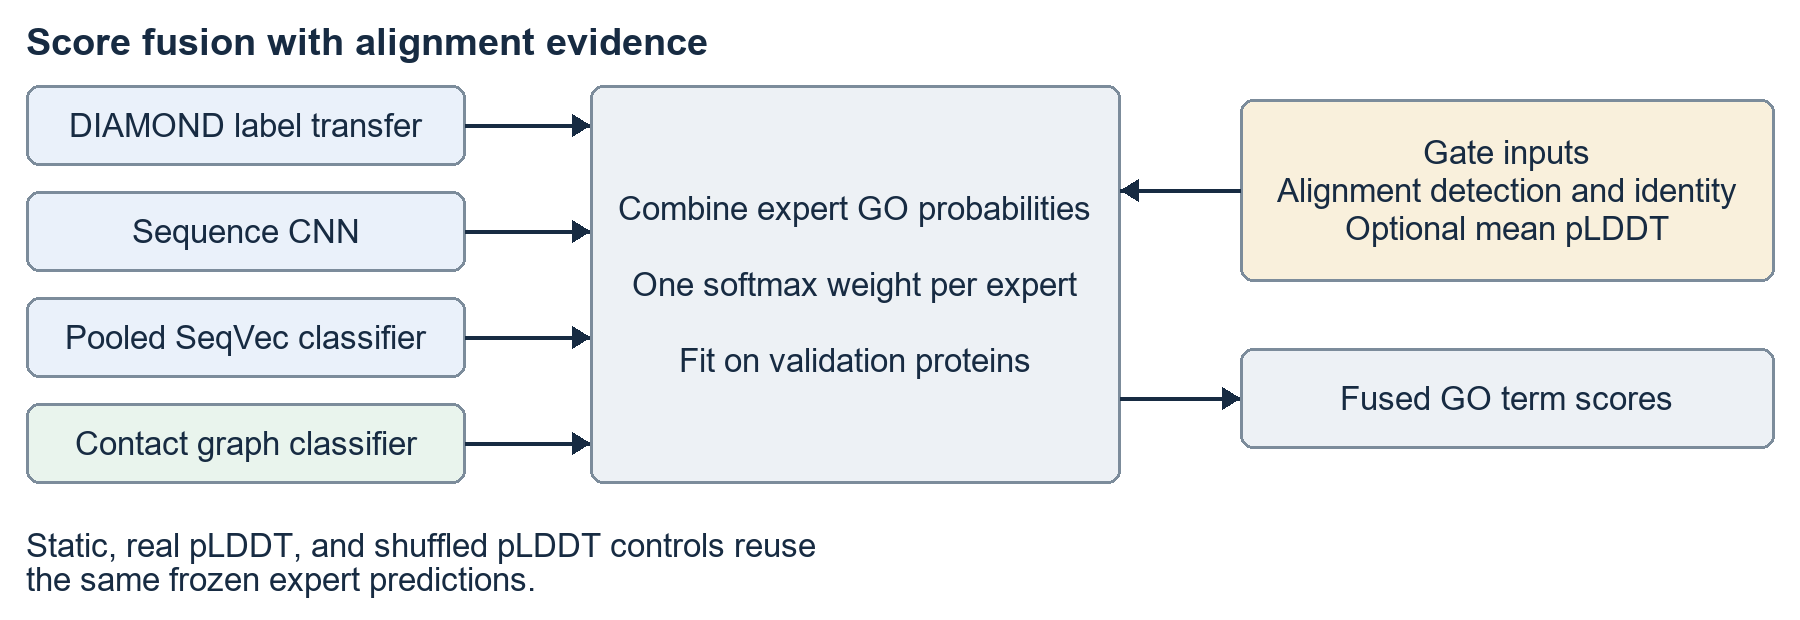 Score fusion with alignment evidence
DIAMOND label transfer
Sequence CNN
Pooled SeqVec classifier
Contact graph classifier
Combine expert GO probabilities
One softmax weight per expert
Fit on validation proteins
Gate inputs
Alignment detection and identity
Optional mean pLDDT
Fused GO term scores
Static, real pLDDT, and shuffled pLDDT controls reuse
the same frozen expert predictions.